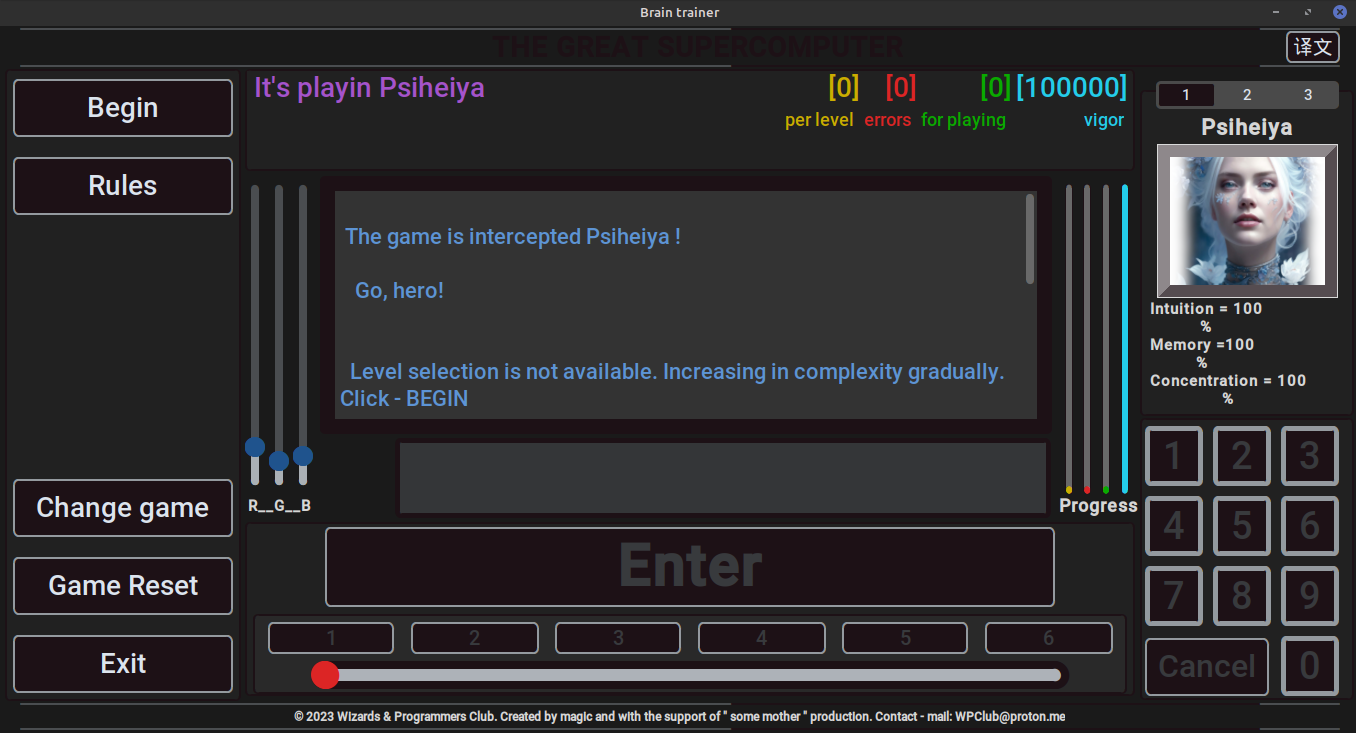 Brain trainer
THE GREAT SUPERCOMPUTER
译文
Begin
Rules
Change game
Game Reset
Exit
It's playin Psiheiya
[0] [0] [0] [100000]
per level errors for playing vigor
The game is intercepted Psiheiya !
Go, hero!
Level selection is not available. Increasing in complexity gradually.
Click - BEGIN
R__G__B
Progress
Enter
1 2 3 4 5 6
1 2 3
Psiheiya
Intuition = 100
%
Memory =100
%
Concentration = 100
%
1 2 3
4 5 6
7 8 9
Cancel 0
© 2023 Wizards & Programmers Club. Created by magic and with the support of " some mother " production. Contact - mail: WPClub@proton.me